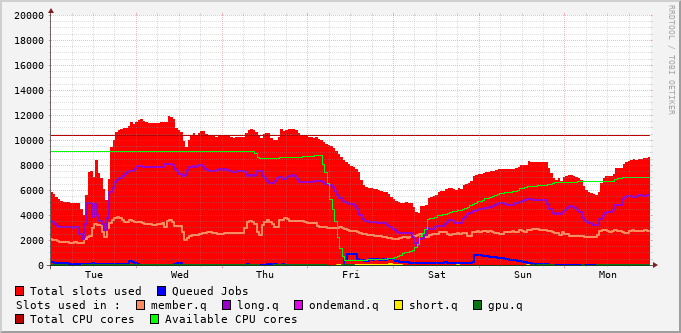 20000
18000
16000
14000
12000
10000
8000
6000
4000
2000
0
Tue Wed Thu Fri Sat Sun Mon
RRDTOOL / TOBI OETIKER
Total slots used Queued Jobs
Slots used in : member.q long.q ondemand.q short.q gpu.q
Total CPU cores Available CPU cores